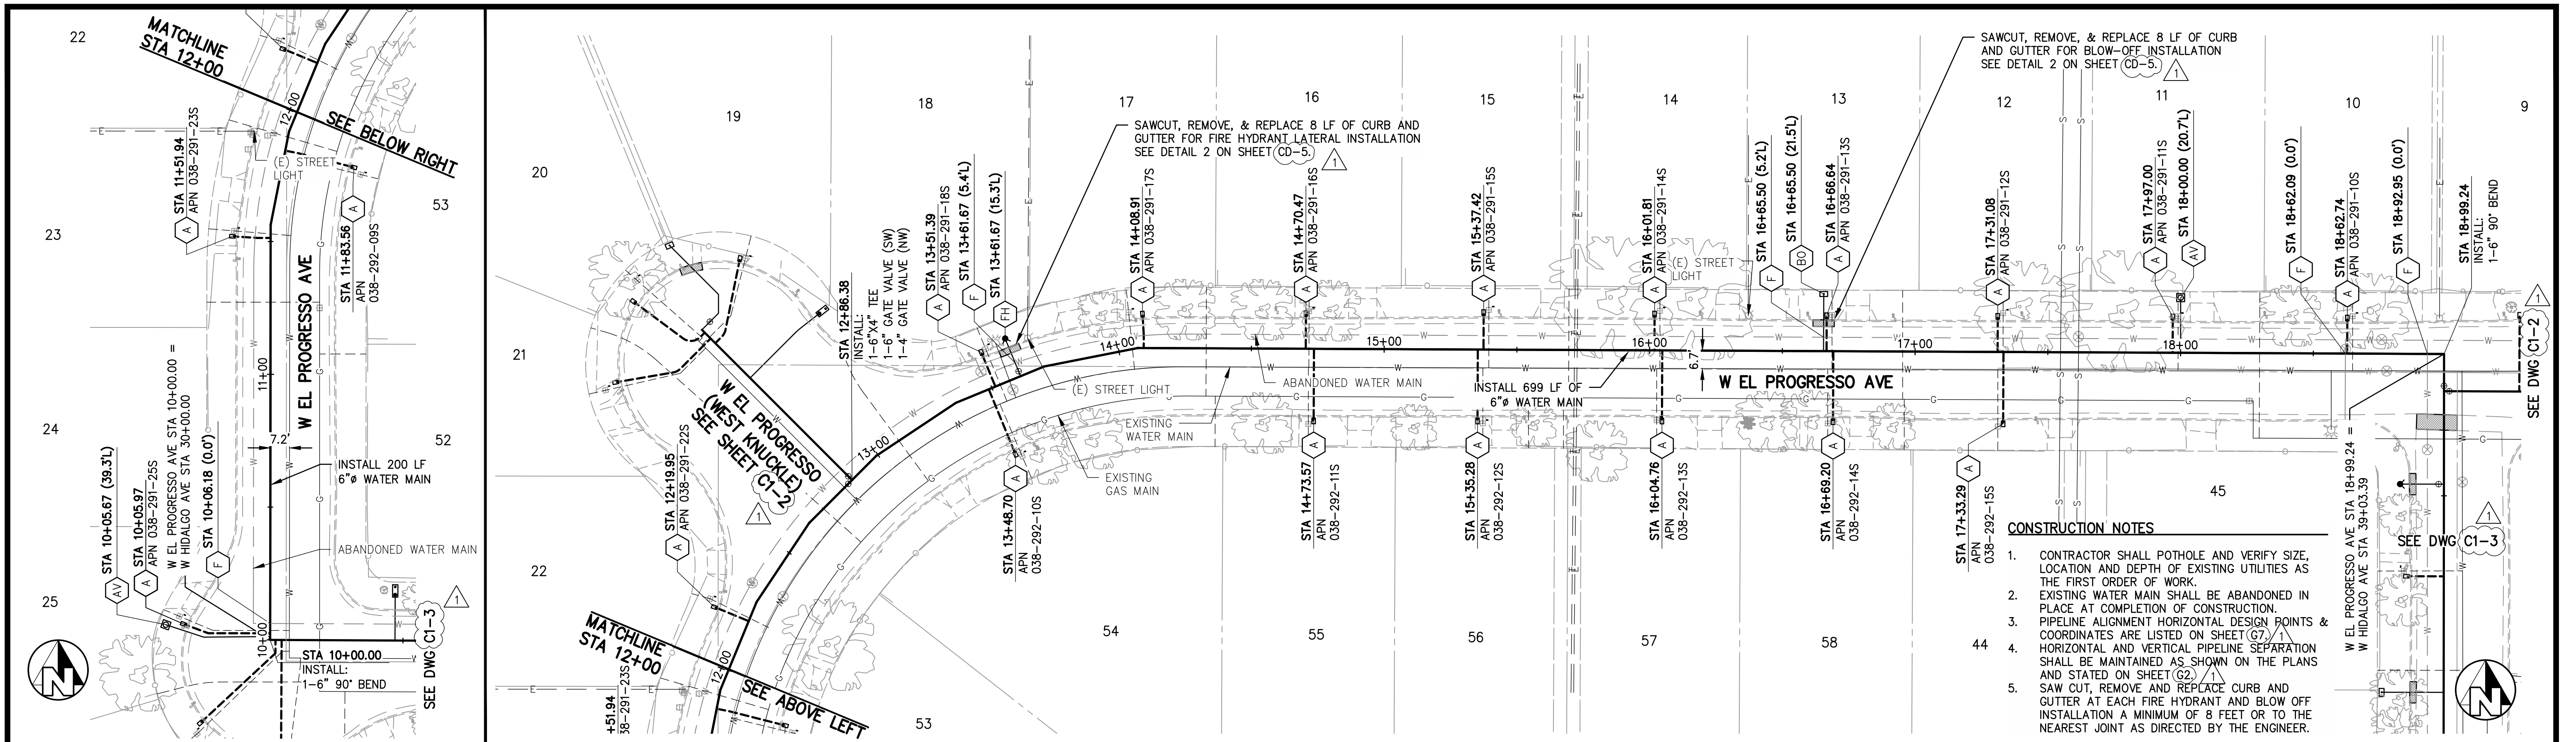 22
MATCHLINE
STA 12+00
12+00
SEE BELOW RIGHT
STA 11+51.94
APN 038-291-23S
A
(E) STREET
LIGHT
A
STA 11+83.56
APN
038-292-09S
53
23
W EL PROGRESSO AVE
11+00
24
52
7.2'
INSTALL 200 LF
6"ø WATER MAIN
W EL PROGRESSO AVE STA 10+00.00 =
W HIDALGO AVE STA 30+00.00
STA 10+05.67 (39.3'L)
AV
STA 10+05.97
APN 038-291-25S
A
STA 10+06.18 (0.0')
F
ABANDONED WATER MAIN
25
10+00
STA 10+00.00
INSTALL:
1-6" 90° BEND
SEE DWG C1-3
1
N
19
18
17
16
15
14
13
12
11
10
9
20
21
22
SAWCUT, REMOVE, & REPLACE 8 LF OF CURB AND
GUTTER FOR FIRE HYDRANT LATERAL INSTALLATION
SEE DETAIL 2 ON SHEET CD-5.
1
SAWCUT, REMOVE, & REPLACE 8 LF OF CURB
AND GUTTER FOR BLOW-OFF INSTALLATION
SEE DETAIL 2 ON SHEET CD-5.
1
STA 12+86.38
INSTALL:
1-6"X4" TEE
1-6" GATE VALVE (SW)
1-4" GATE VALVE (NW)
STA 13+51.39
APN 038-291-18S
A
STA 13+61.67 (5.4'L)
F
STA 13+61.67 (15.3'L)
FH
STA 14+08.91
APN 038-291-17S
A
STA 14+70.47
APN 038-291-16S
A
STA 15+37.42
APN 038-291-15S
A
STA 16+01.81
APN 038-291-14S
A
(E) STREET
LIGHT
STA 16+65.50 (5.2'L)
F
STA 16+65.50 (21.5'L)
BO
STA 16+66.64
APN 038-291-13S
A
STA 17+31.08
APN 038-291-12S
A
STA 17+97.00
APN 038-291-11S
A
STA 18+00.00 (20.7'L)
AV
STA 18+62.09 (0.0')
F
STA 18+62.74
APN 038-291-10S
A
STA 18+92.95 (0.0')
F
STA 18+99.24
INSTALL:
1-6" 90° BEND
1
SEE DWG C1-2
13+00
14+00
15+00
16+00
17+00
18+00
(E) STREET LIGHT
ABANDONED WATER MAIN
INSTALL 699 LF OF
6"ø WATER MAIN
6.7'
W EL PROGRESSO AVE
EXISTING
WATER MAIN
EXISTING
GAS MAIN
W EL PROGRESSO
(WEST KNUCKLE)
SEE SHEET
C1-2
1
STA 12+19.95
APN 038-291-22S
A
A
STA 13+48.70
APN
038-292-10S
A
STA 14+73.57
APN
038-292-11S
A
STA 15+35.28
APN
038-292-12S
A
STA 16+04.76
APN
038-292-13S
A
STA 16+69.20
APN
038-292-14S
A
STA 17+33.29
APN
038-292-15S
45
44
54
55
56
57
58
MATCHLINE
STA 12+00
12+00
SEE ABOVE LEFT
+51.94
38-291-23S
53
CONSTRUCTION NOTES
1. CONTRACTOR SHALL POTHOLE AND VERIFY SIZE,
LOCATION AND DEPTH OF EXISTING UTILITIES AS
THE FIRST ORDER OF WORK.
2. EXISTING WATER MAIN SHALL BE ABANDONED IN
PLACE AT COMPLETION OF CONSTRUCTION.
3. PIPELINE ALIGNMENT HORIZONTAL DESIGN POINTS &
COORDINATES ARE LISTED ON SHEET G7. 1
4. HORIZONTAL AND VERTICAL PIPELINE SEPARATION
SHALL BE MAINTAINED AS SHOWN ON THE PLANS
AND STATED ON SHEET G2. 1
5. SAW CUT, REMOVE AND REPLACE CURB AND
GUTTER AT EACH FIRE HYDRANT AND BLOW OFF
INSTALLATION A MINIMUM OF 8 FEET OR TO THE
NEAREST JOINT AS DIRECTED BY THE ENGINEER.
W EL PROGRESSO AVE STA 18+99.24 =
W HIDALGO AVE STA 39+03.39
1
SEE DWG C1-3
N